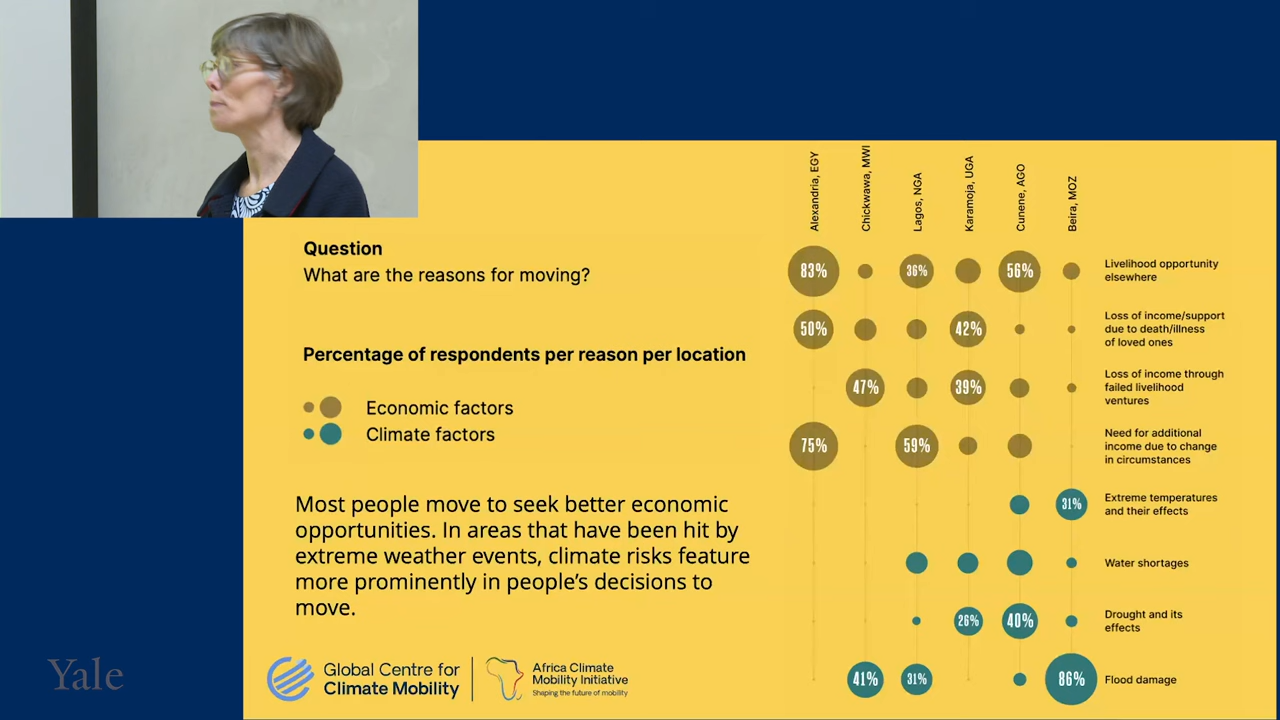 Question
What are the reasons for moving?
Percentage of respondents per reason per location
Economic factors
Climate factors
Most people move to seek better economic
opportunities. In areas that have been hit by
extreme weather events, climate risks feature
more prominently in people's decisions to
move.
Global Centre for
Climate Mobility
Africa Climate
Mobility Initiative
Shaping the future of mobility
Yale
Alexandria, EGY
Chickwawa, MWI
Lagos, NGA
Karamoja, UGA
Cunene, AGO
Beira, MOZ
83% 36% 56%
Livelihood opportunity
elsewhere
50% 42%
Loss of income/support
due to death/illness
of loved ones
47% 39%
Loss of income through
failed livelihood
ventures
75% 59%
Need for additional
income due to change
in circumstances
31%
Extreme temperatures
and their effects
Water shortages
26% 40%
Drought and its
effects
41% 31% 86%
Flood damage